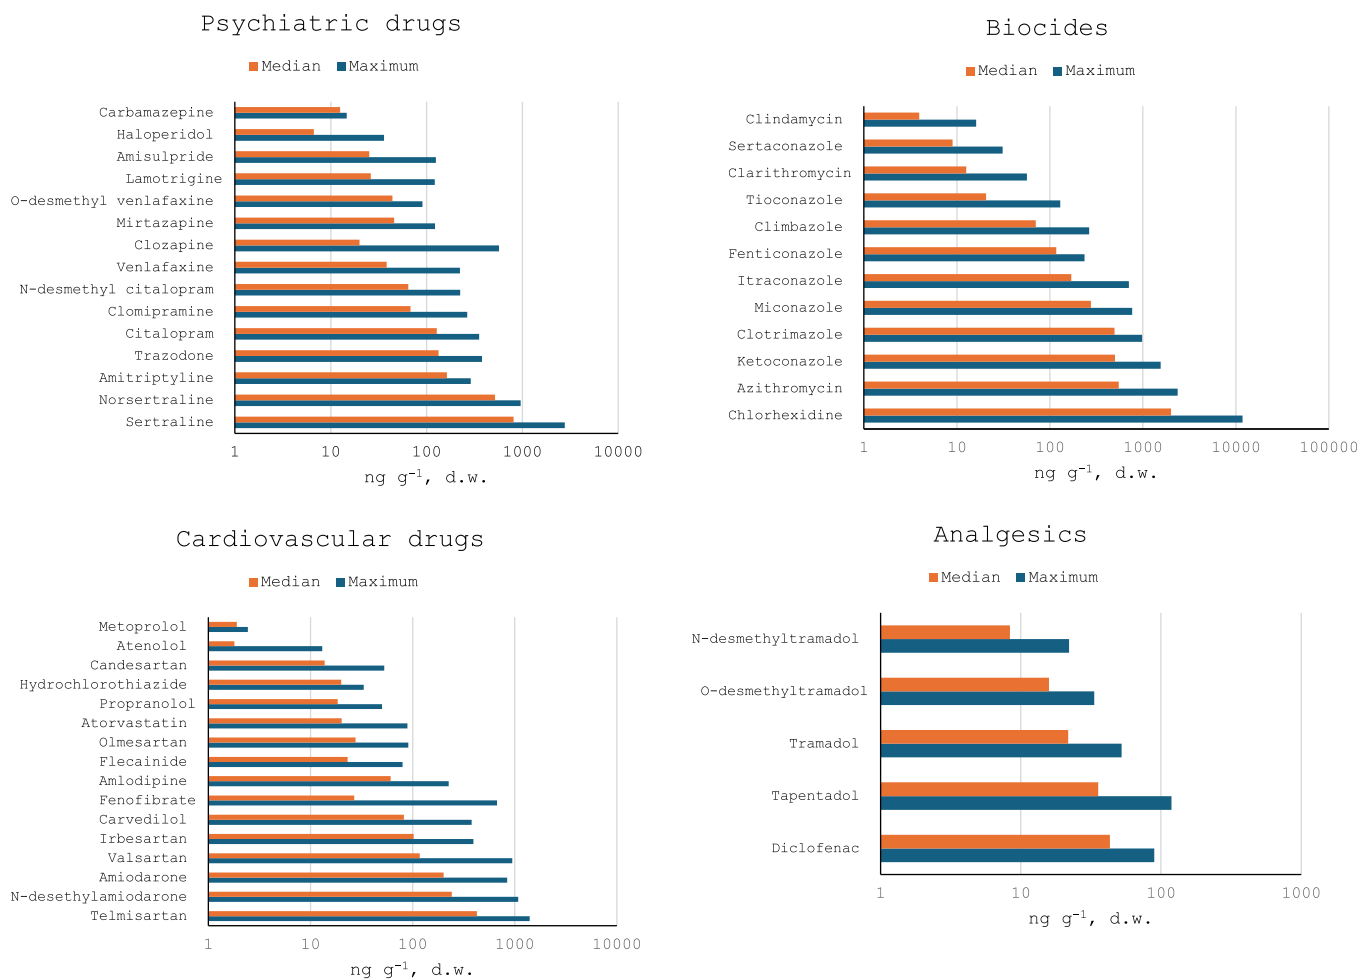 Psychiatric drugs
Median Maximum
Carbamazepine
Haloperidol
Amisulpride
Lamotrigine
O-desmethyl venlafaxine
Mirtazapine
Clozapine
Venlafaxine
N-desmethyl citalopram
Clomipramine
Citalopram
Trazodone
Amitriptyline
Norsertraline
Sertraline
1 10 100 1000 10000
ng g⁻¹, d.w.
Biocides
Median Maximum
Clindamycin
Sertaconazole
Clarithromycin
Tioconazole
Climbazole
Fenticonazole
Itraconazole
Miconazole
Clotrimazole
Ketoconazole
Azithromycin
Chlorhexidine
1 10 100 1000 10000 100000
ng g⁻¹, d.w.
Cardiovascular drugs
Median Maximum
Metoprolol
Atenolol
Candesartan
Hydrochlorothiazide
Propranolol
Atorvastatin
Olmesartan
Flecainide
Amlodipine
Fenofibrate
Carvedilol
Irbesartan
Valsartan
Amiodarone
N-desethylamiodarone
Telmisartan
1 10 100 1000 10000
ng g⁻¹, d.w.
Analgesics
Median Maximum
N-desmethyltramadol
O-desmethyltramadol
Tramadol
Tapentadol
Diclofenac
1 10 100 1000
ng g⁻¹, d.w.